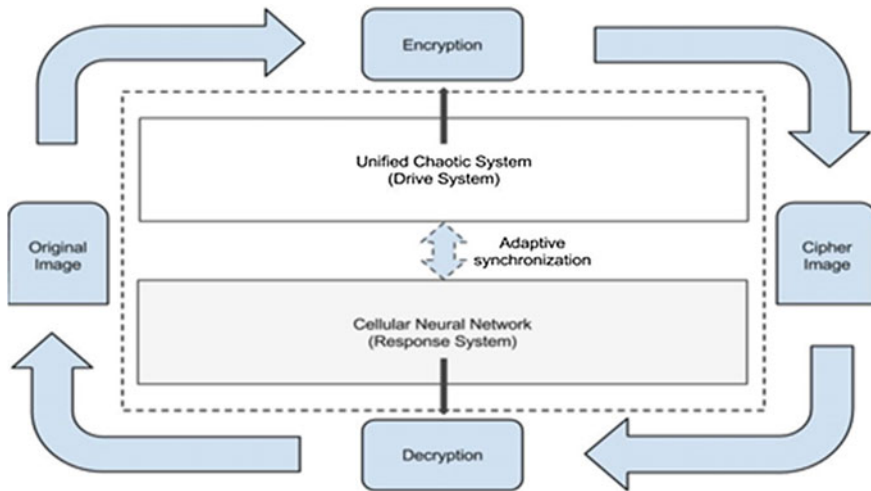 Encryption
Unified Chaotic System
(Drive System)
Original
Image
Adaptive
synchronization
Cipher
Image
Cellular Neural Network
(Response System)
Decryption